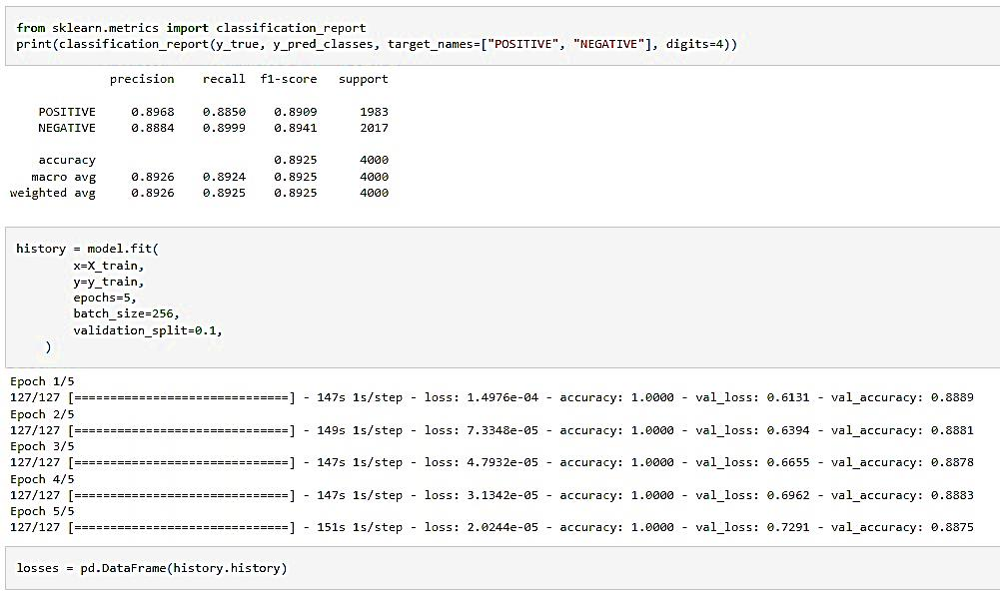 from sklearn.metrics import classification_report
print(classification_report(y_true, y_pred_classes, target_names=["POSITIVE", "NEGATIVE"], digits=4))
precision recall f1-score support
POSITIVE 0.8968 0.8850 0.8909 1983
NEGATIVE 0.8884 0.8999 0.8941 2017
accuracy 0.8925 4000
macro avg 0.8926 0.8924 0.8925 4000
weighted avg 0.8926 0.8925 0.8925 4000
history = model.fit(
x=X_train,
y=y_train,
epochs=5,
batch_size=256,
validation_split=0.1,
)
Epoch 1/5
127/127 [==============================] - 147s 1s/step - loss: 1.4976e-04 - accuracy: 1.0000 - val_loss: 0.6131 - val_accuracy: 0.8889
Epoch 2/5
127/127 [==============================] - 149s 1s/step - loss: 7.3348e-05 - accuracy: 1.0000 - val_loss: 0.6394 - val_accuracy: 0.8881
Epoch 3/5
127/127 [==============================] - 147s 1s/step - loss: 4.7932e-05 - accuracy: 1.0000 - val_loss: 0.6655 - val_accuracy: 0.8878
Epoch 4/5
127/127 [==============================] - 147s 1s/step - loss: 3.1342e-05 - accuracy: 1.0000 - val_loss: 0.6962 - val_accuracy: 0.8883
Epoch 5/5
127/127 [==============================] - 151s 1s/step - loss: 2.0244e-05 - accuracy: 1.0000 - val_loss: 0.7291 - val_accuracy: 0.8875
losses = pd.DataFrame(history.history)